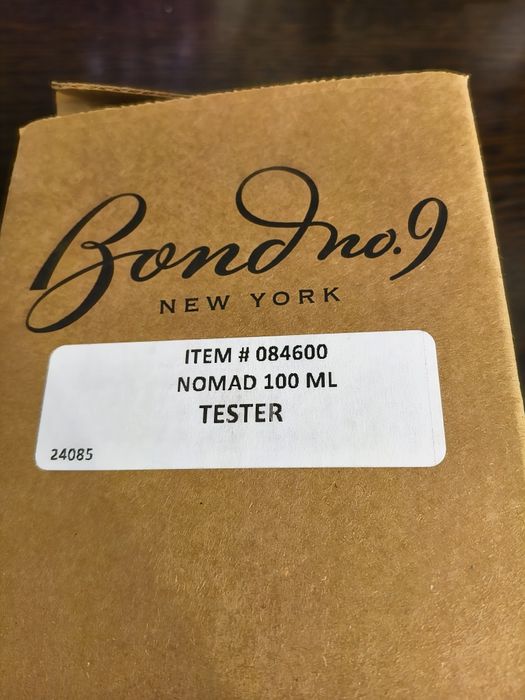 Bond no. 9
NEW YORK
ITEM # 084600
NOMAD 100 ML
TESTER
24085